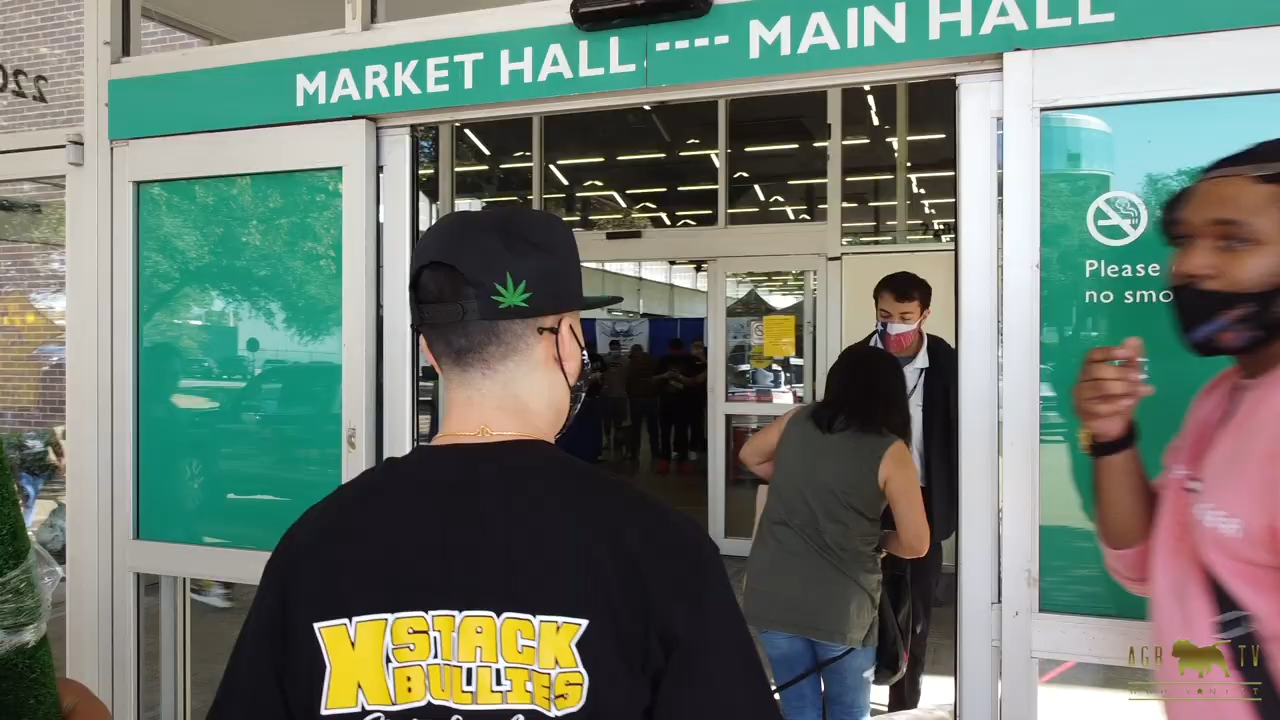 MARKET HALL ---- MAIN HALL
Please
no smo
XSTACK
BULLIES
AGB TV